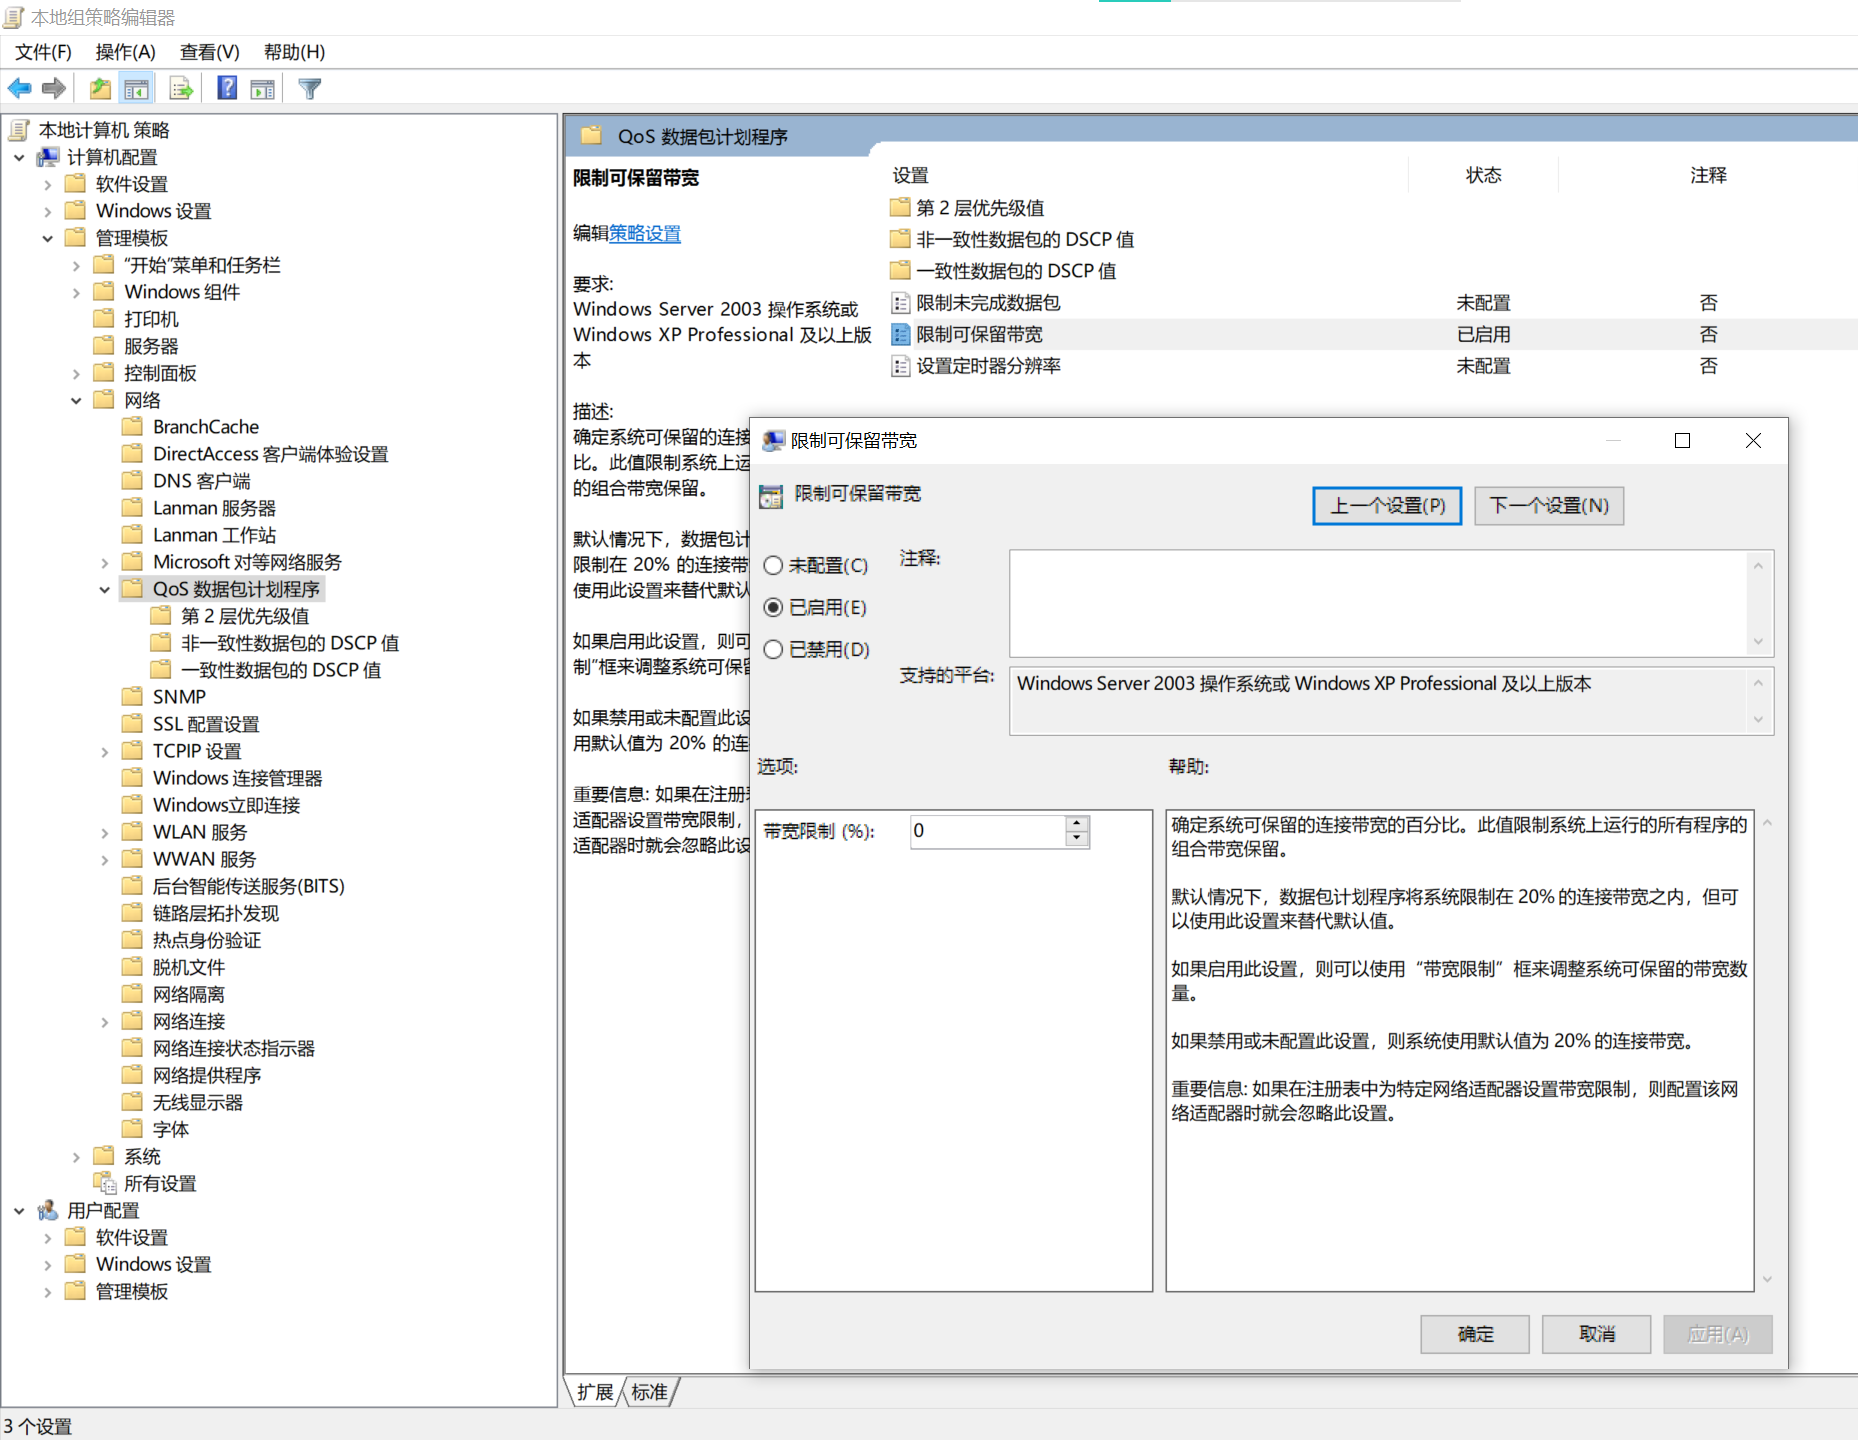 本地组策略编辑器
文件(F) 操作(A) 查看(V) 帮助(H)
本地计算机 策略
计算机配置
软件设置
Windows 设置
管理模板
“开始”菜单和任务栏
Windows 组件
打印机
服务器
控制面板
网络
BranchCache
DirectAccess 客户端体验设置
DNS 客户端
Lanman 服务器
Lanman 工作站
Microsoft 对等网络服务
QoS 数据包计划程序
第 2 层优先级值
非一致性数据包的 DSCP 值
一致性数据包的 DSCP 值
SNMP
SSL 配置设置
TCPIP 设置
Windows 连接管理器
Windows立即连接
WLAN 服务
WWAN 服务
后台智能传送服务(BITS)
链路层拓扑发现
热点身份验证
脱机文件
网络隔离
网络连接
网络连接状态指示器
网络提供程序
无线显示器
字体
系统
所有设置
用户配置
软件设置
Windows 设置
管理模板
QoS 数据包计划程序
限制可保留带宽
编辑策略设置
要求:
Windows Server 2003 操作系统或
Windows XP Professional 及以上版
本
描述:
确定系统可保留的连接
比。此值限制系统上运
的组合带宽保留。
默认情况下，数据包计
限制在 20% 的连接带
使用此设置来替代默认
如果启用此设置，则可
制”框来调整系统可保留
如果禁用或未配置此设
用默认值为 20% 的连
重要信息: 如果在注册表
适配器设置带宽限制，
适配器时就会忽略此设
设置 状态 注释
第 2 层优先级值
非一致性数据包的 DSCP 值
一致性数据包的 DSCP 值
限制未完成数据包 未配置 否
限制可保留带宽 已启用 否
设置定时器分辨率 未配置 否
限制可保留带宽
限制可保留带宽
上一个设置(P) 下一个设置(N)
未配置(C)
已启用(E)
已禁用(D)
注释:
支持的平台:
Windows Server 2003 操作系统或 Windows XP Professional 及以上版本
选项:
帮助:
带宽限制 (%): 0
确定系统可保留的连接带宽的百分比。此值限制系统上运行的所有程序的
组合带宽保留。
默认情况下，数据包计划程序将系统限制在 20% 的连接带宽之内，但可
以使用此设置来替代默认值。
如果启用此设置，则可以使用“带宽限制”框来调整系统可保留的带宽数
量。
如果禁用或未配置此设置，则系统使用默认值为 20% 的连接带宽。
重要信息: 如果在注册表中为特定网络适配器设置带宽限制，则配置该网
络适配器时就会忽略此设置。
确定 取消 应用(A)
扩展 标准
3 个设置